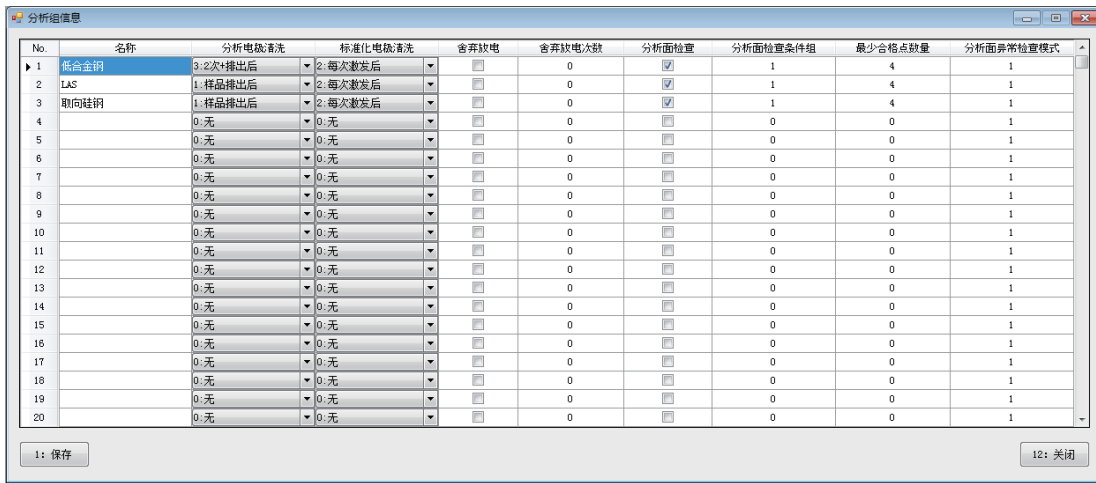 分析组信息
No. 名称 分析电极清洗 标准化电极清洗 舍弃放电 舍弃放电次数 分析面检查 分析面检查条件组 最少合格点数量 分析面异常检查模式
1 低合金钢 3:2次+排出后 2:每次激发后 0 1 4 1
2 LAS 1:样品排出后 2:每次激发后 0 1 4 1
3 取向硅钢 1:样品排出后 2:每次激发后 0 1 4 1
4 0:无 0:无 0 0 0 1
5 0:无 0:无 0 0 0 1
6 0:无 0:无 0 0 0 1
7 0:无 0:无 0 0 0 1
8 0:无 0:无 0 0 0 1
9 0:无 0:无 0 0 0 1
10 0:无 0:无 0 0 0 1
11 0:无 0:无 0 0 0 1
12 0:无 0:无 0 0 0 1
13 0:无 0:无 0 0 0 1
14 0:无 0:无 0 0 0 1
15 0:无 0:无 0 0 0 1
16 0:无 0:无 0 0 0 1
17 0:无 0:无 0 0 0 1
18 0:无 0:无 0 0 0 1
19 0:无 0:无 0 0 0 1
20 0:无 0:无 0 0 0 1
1: 保存 12: 关闭